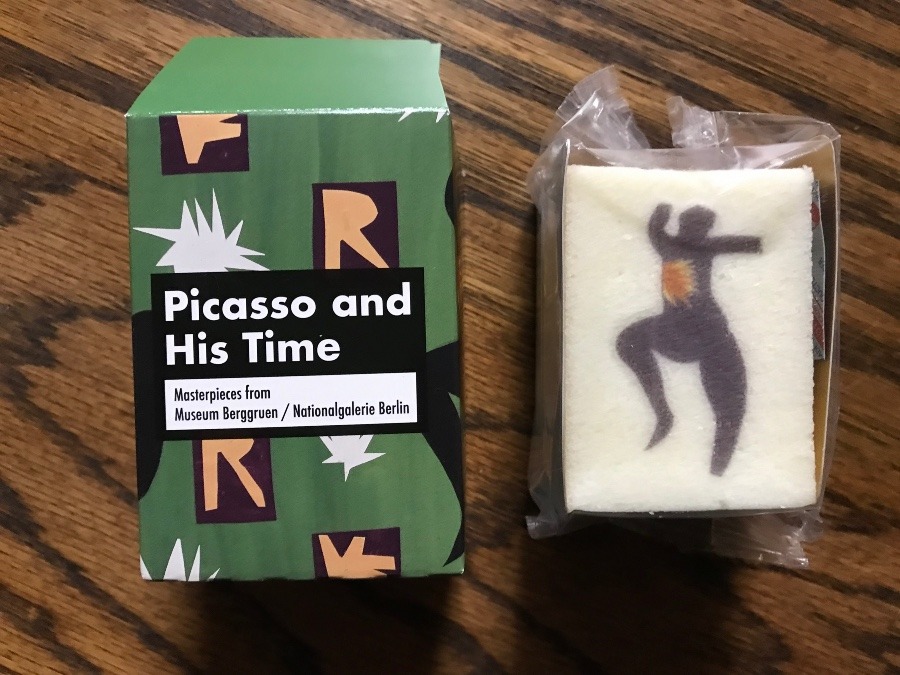 R
Picasso and
His Time
Masterpieces from
Museum Berggruen / Nationalgalerie Berlin
R